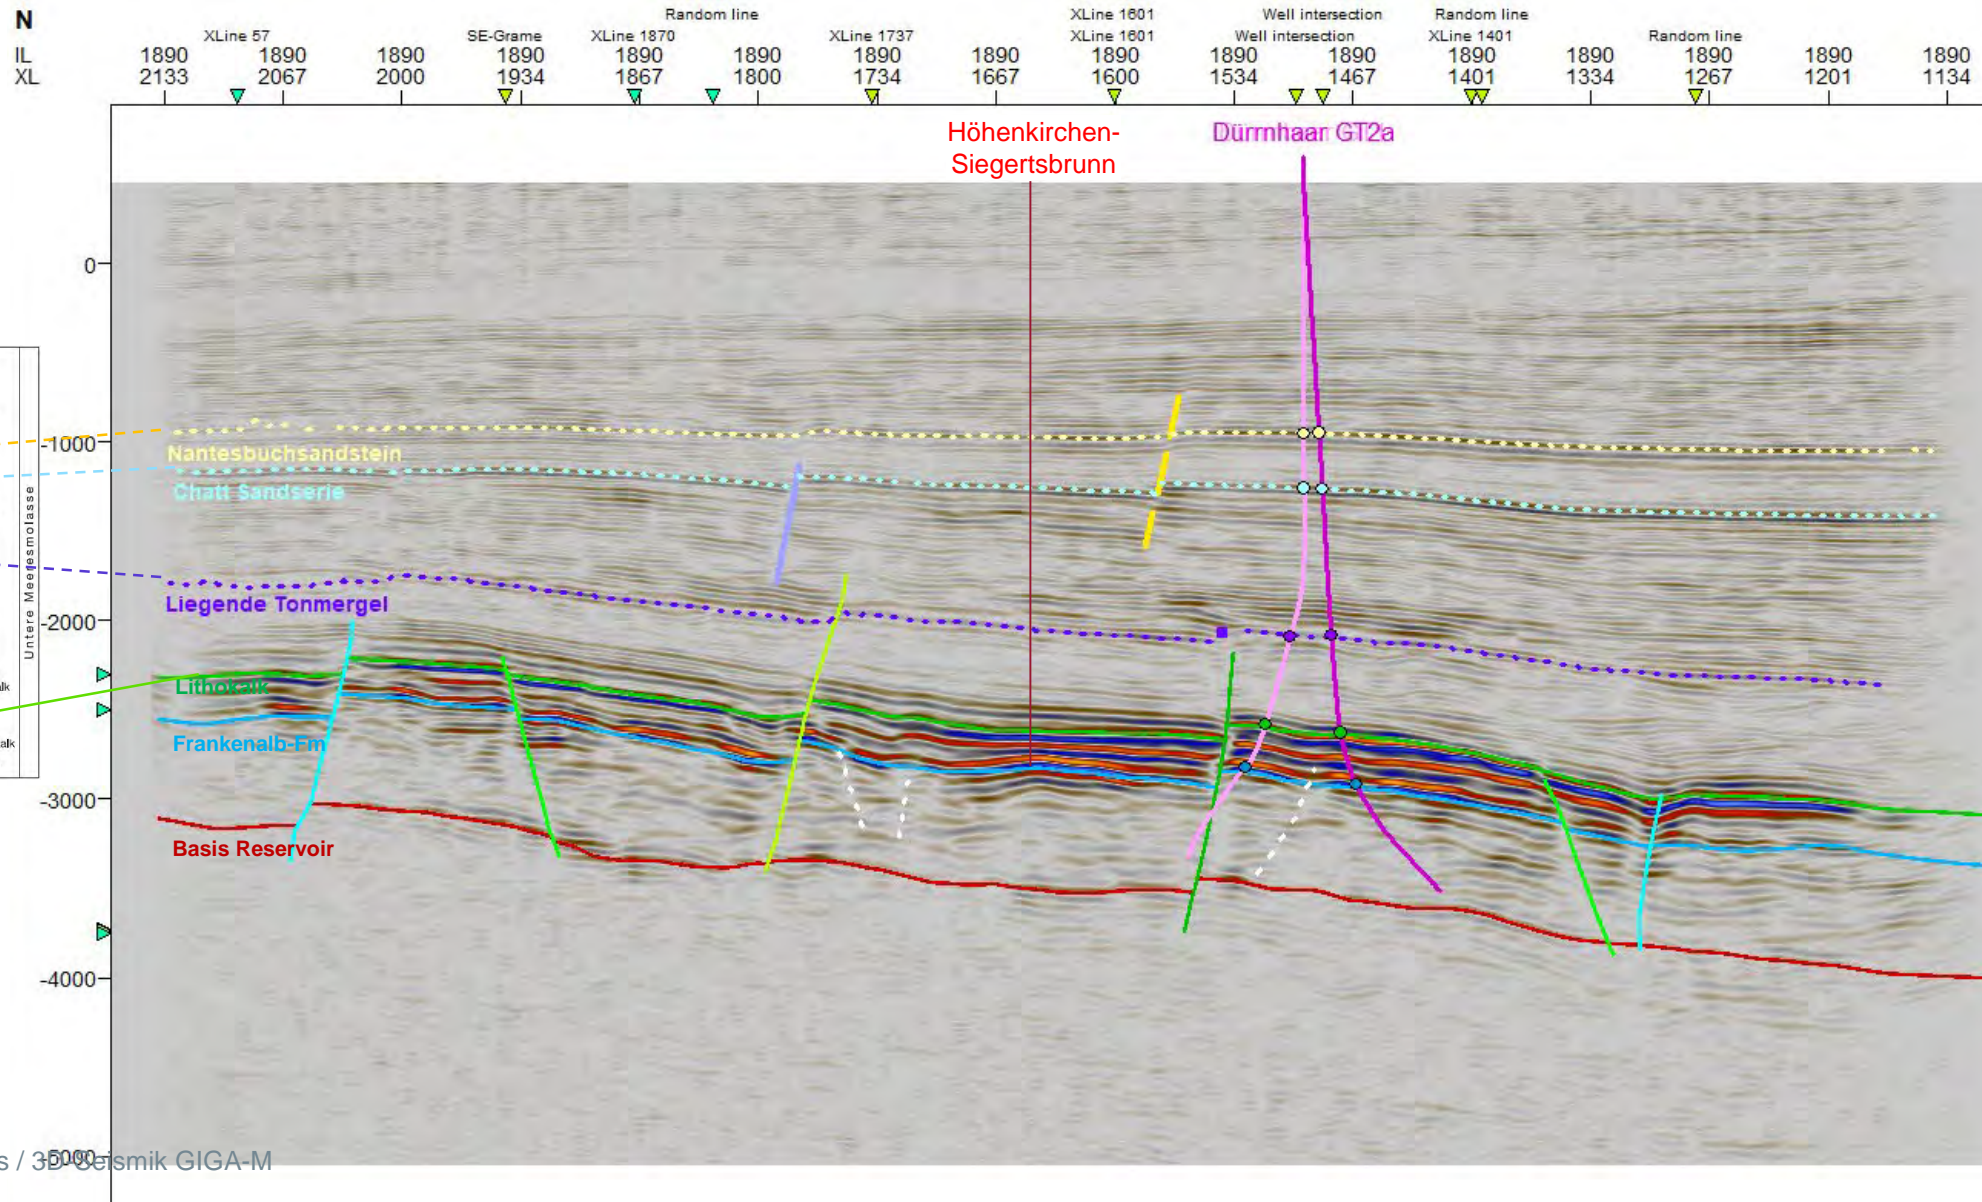 N
Random line XLine 1601 Well intersection Random line
XLine 57 SE-Grame XLine 1870 XLine 1737 XLine 1601 Well intersection XLine 1401 Random line
IL 1890 1890 1890 1890 1890 1890 1890 1890 1890 1890 1890 1890 1890 1890 1890 1890
XL 2133 2067 2000 1934 1867 1800 1734 1667 1600 1534 1467 1401 1334 1267 1201 1134
Höhenkirchen-
Siegertsbrunn
Dürrnhaar GT2a
0
-1000
Nantesbuchsandstein
Chatt Sandserie
Untere Meeresmolasse
Liegende Tonmergel
-2000
Lithokalk
alk
Frankenalb-Fm
-3000
Basis Reservoir
-4000
-5000
s / 3D-Seismik GIGA-M